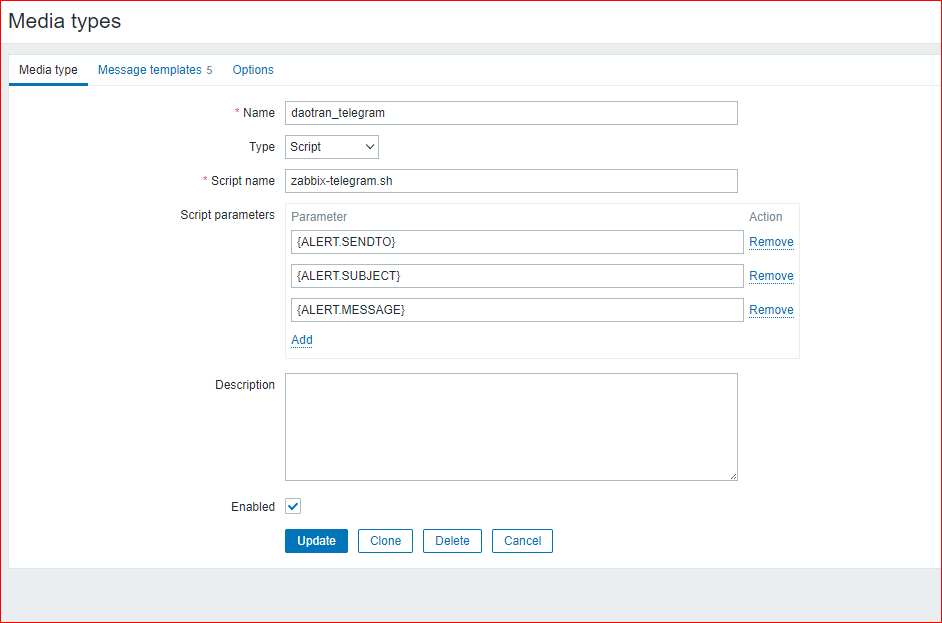 Media types
Media type Message templates 5 Options
* Name daotran_telegram
Type Script
* Script name zabbix-telegram.sh
Script parameters Parameter Action
{ALERT.SENDTO} Remove
{ALERT.SUBJECT} Remove
{ALERT.MESSAGE} Remove
Add
Description
Enabled
Update Clone Delete Cancel